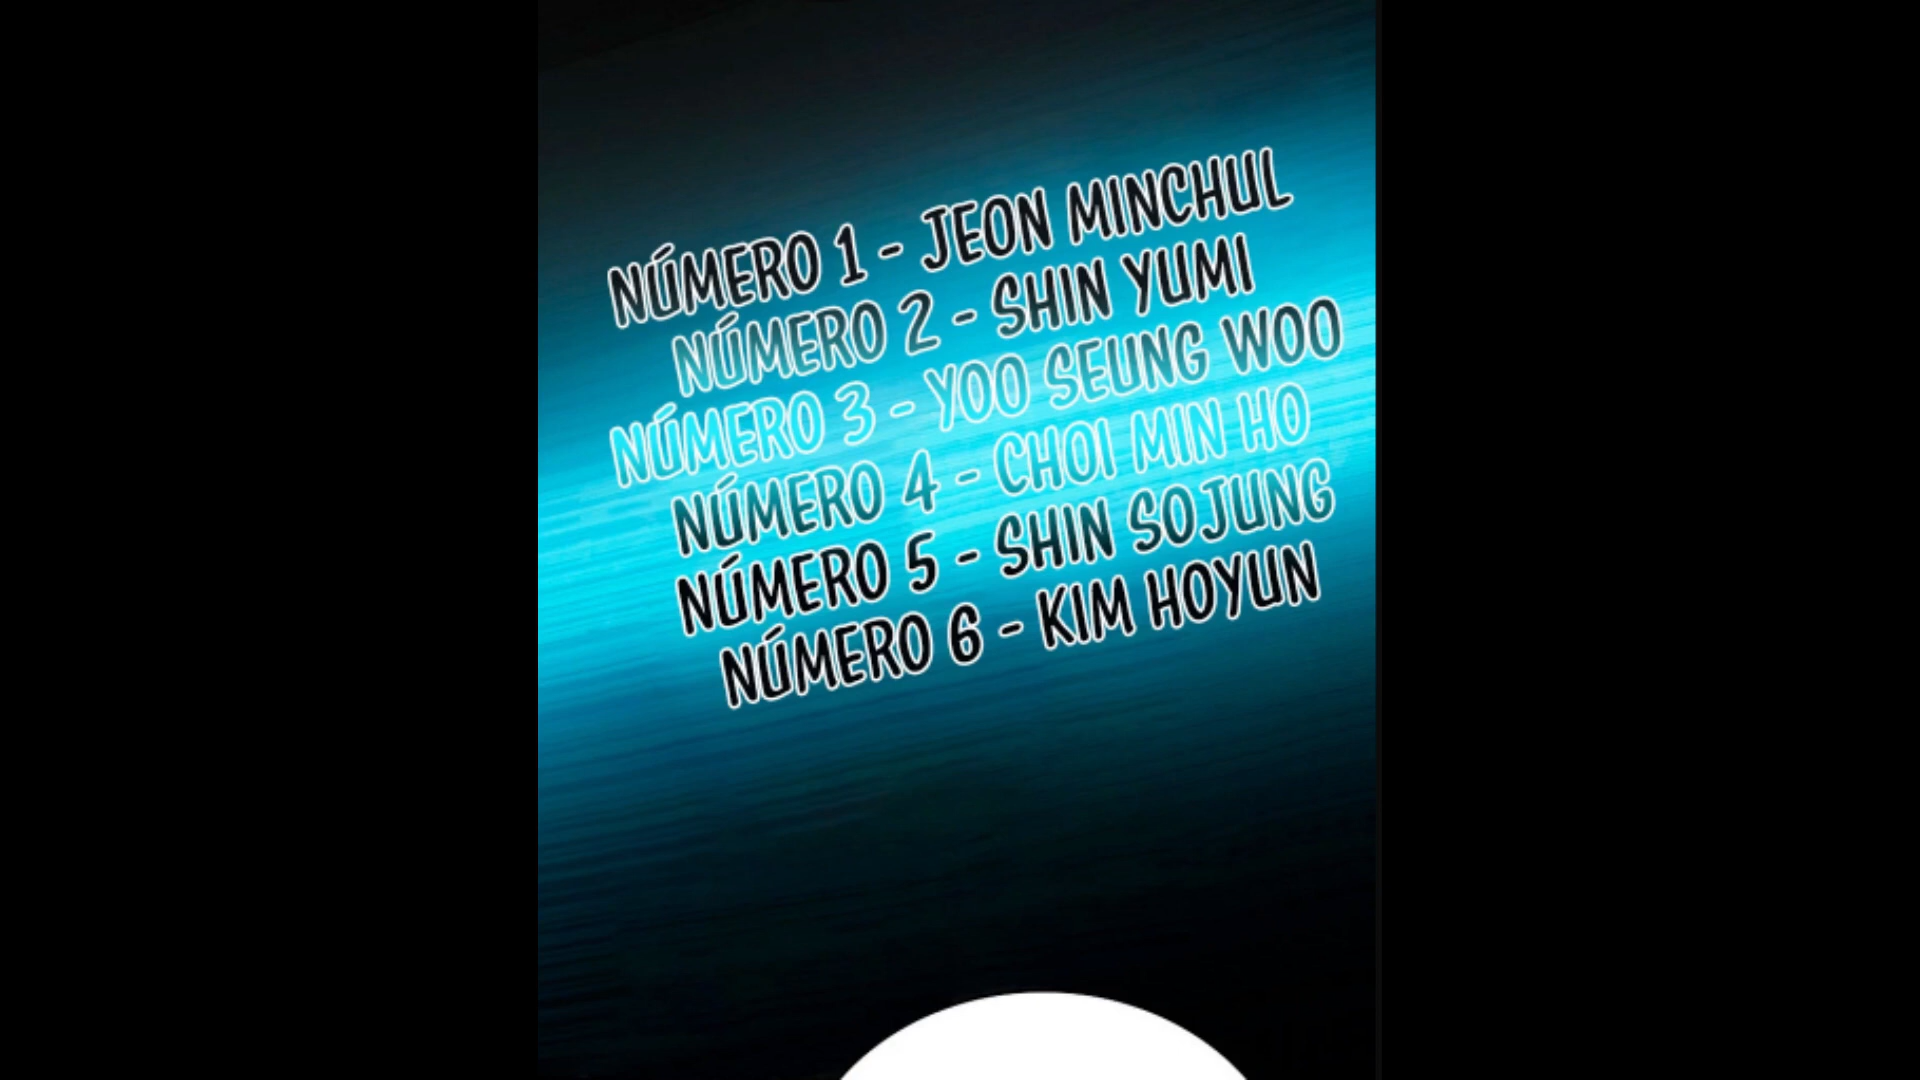 NÚMERO 1 - JEON MINCHUL
NÚMERO 2 - SHIN YUMI
NÚMERO 3 - YOO SEUNG WOO
NÚMERO 4 - CHOI MIN HO
NÚMERO 5 - SHIN SOJUNG
NÚMERO 6 - KIM HOYUN